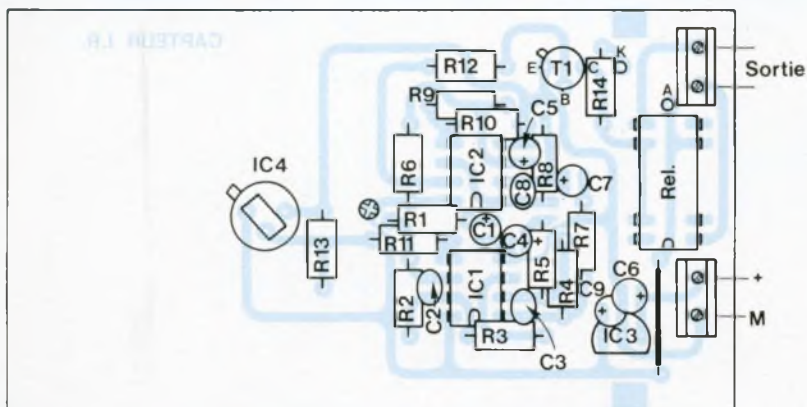 CAPTEUR I.R.
R12
E
T1
C
K
D
B
R14
A
Sortie
R9
R10
C5
IC4
R6
IC2
C8
R8
C7
Rel.
R1
R11
C1
C4
R13
R7
R5
R4
C6
C9
+
M
R2
C2
IC1
R3
C3
IC3